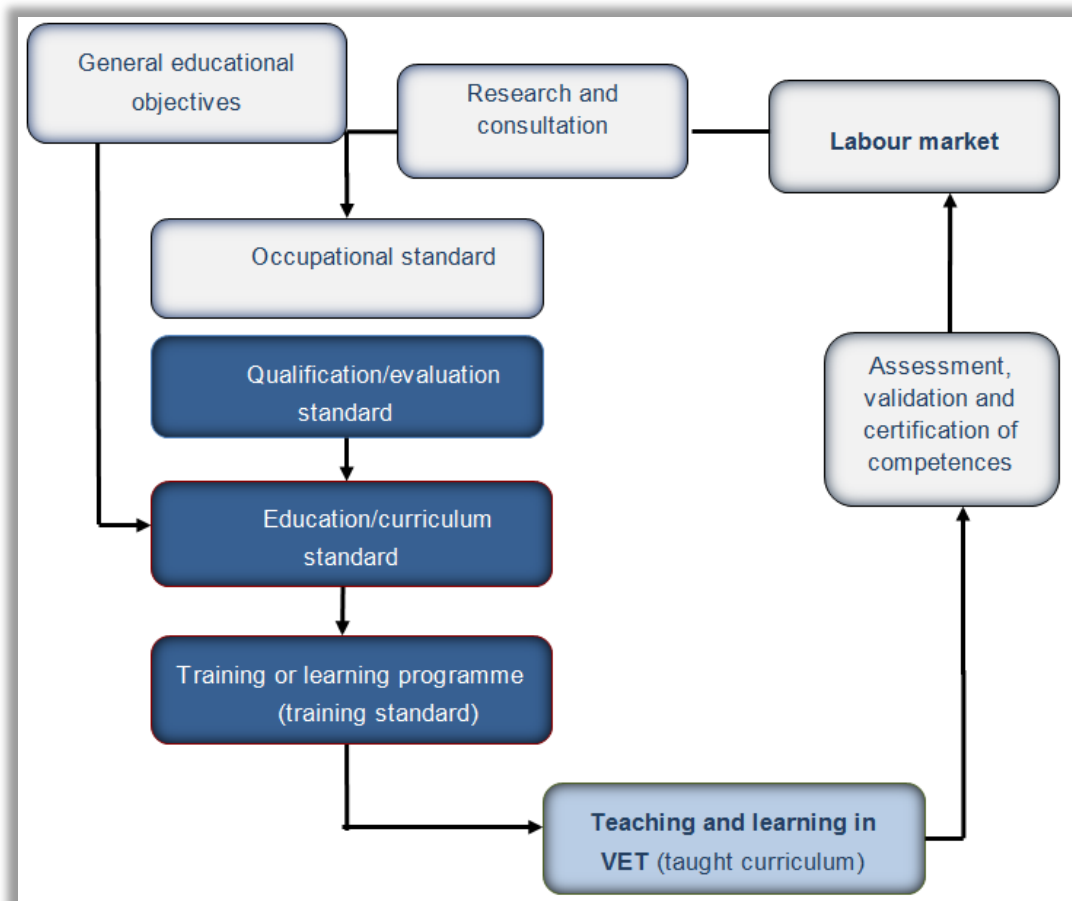 General educational
objectives
Research and
consultation
Labour market
Occupational standard
Qualification/evaluation
standard
Assessment,
validation and
certification of
competences
Education/curriculum
standard
Training or learning programme
(training standard)
Teaching and learning in
VET (taught curriculum)